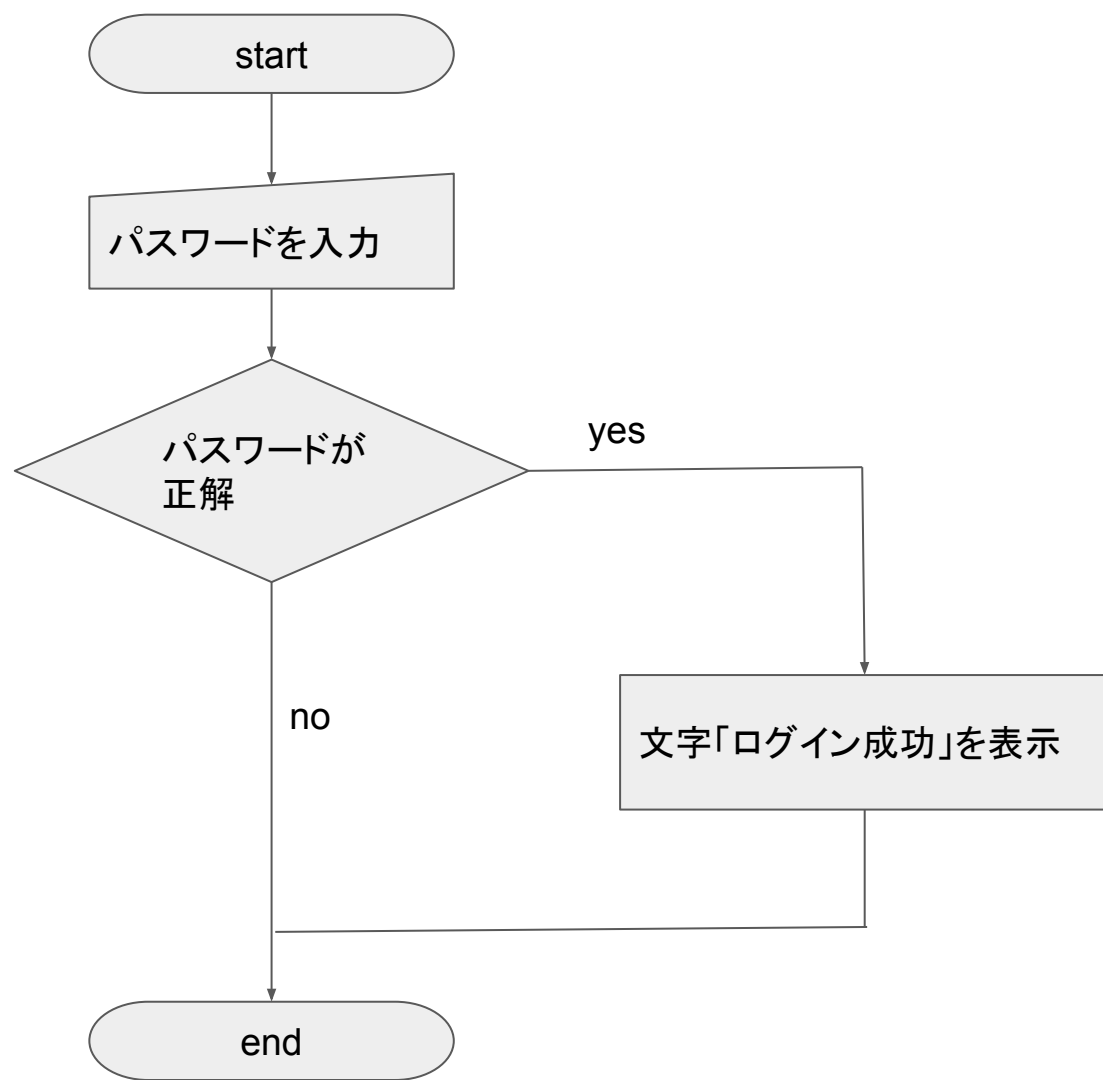 start
パスワードを入力
パスワードが
正解
yes
no
文字「ログイン成功」を表示
end